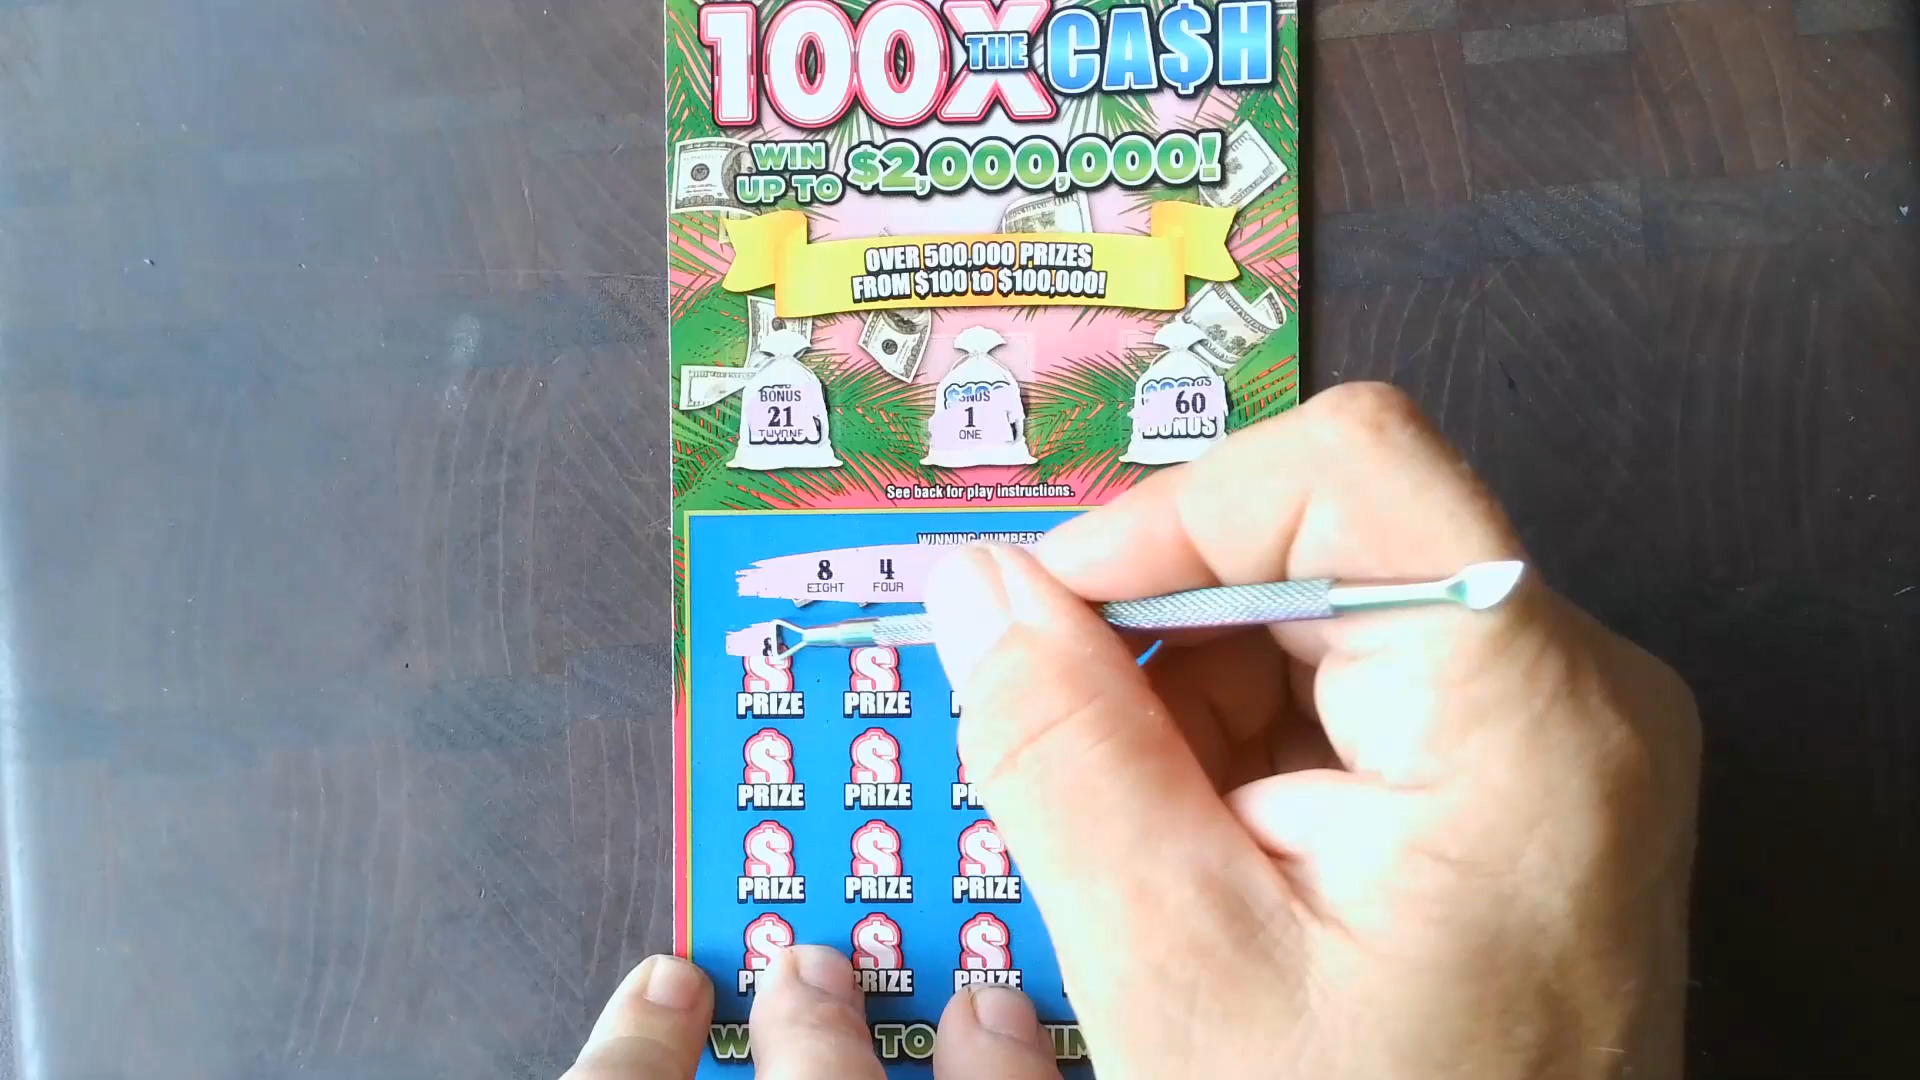 100X THE CA$H
WIN UP TO $2,000,000!
OVER 500,000 PRIZES
FROM $100 to $100,000!
BONUS BONUS
21 1 60
ONE
BONUS
See back for play instructions.
WINNING NUMBERS
8 4
EIGHT FOUR
PRIZE PRIZE
PRIZE PRIZE
PRIZE PRIZE PRIZE
PRIZE PRIZE
TO